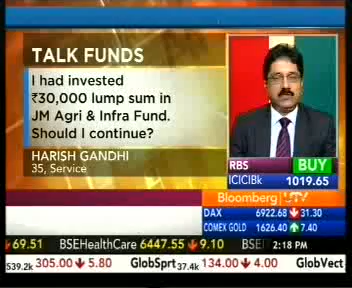 TALK FUNDS
I had invested
₹30,000 lump sum in
JM Agri & Infra Fund.
Should I continue?
HARISH GANDHI
35, Service
RBS BUY
ICICIBk 1019.65
Bloomberg UTV
DAX 6922.68 31.30
COMEX GOLD 1626.40 7.40
69.51 BSEHealthCare 6447.55 9.10 BSE 2:18 PM
539.2k 305.00 5.80 GlobSprt 37.4k 134.00 4.00 GlobVect